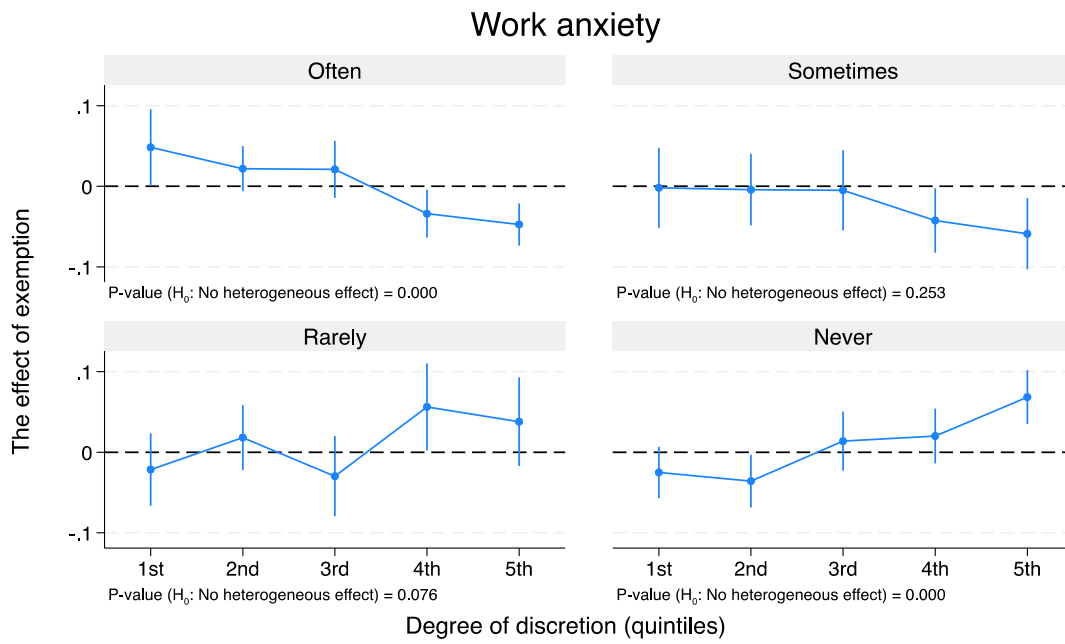 Work anxiety
Often
Sometimes
.1
0
-.1
P-value (H₀: No heterogeneous effect) = 0.000
P-value (H₀: No heterogeneous effect) = 0.253
Rarely
Never
.1
0
-.1
1st 2nd 3rd 4th 5th
1st 2nd 3rd 4th 5th
P-value (H₀: No heterogeneous effect) = 0.076
P-value (H₀: No heterogeneous effect) = 0.000
The effect of exemption
Degree of discretion (quintiles)